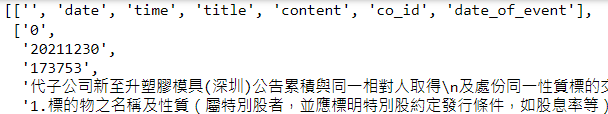 [['', 'date', 'time', 'title', 'content', 'co_id', 'date_of_event'],
['0',
'20211230',
'173753',
'代子公司新至升塑膠模具(深圳)公告累積與同一相對人取得\n及處份同一性質標的交
'1.標的物之名稱及性質（屬特別股者，並應標明特別股約定發行條件，如股息率等）